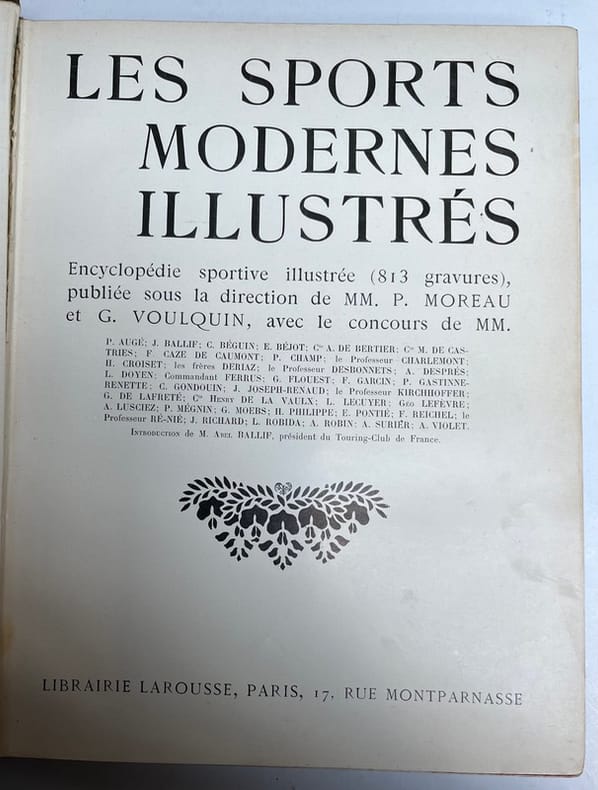 LES SPORTS
MODERNES
ILLUSTRÉS
Encyclopédie sportive illustrée (813 gravures),
publiée sous la direction de MM. P. MOREAU
et G. VOULQUIN, avec le concours de MM.
P. AUGÉ; J. BALLIF; C. BÉGUIN; E. BÉJOT; Cte A. DE BERTIER; Cte M. DE CAS-
TRIES; F. CAZE DE CAUMONT; P. CHAMP; le Professeur CHARLEMONT;
H. CROISET; les frères DERIAZ; le Professeur DESBONNETS; A. DESPRÉS;
L. DOYEN; Commandant FERRUS; G. FLOUEST; F. GARCIN; P. GASTINNE-
RENETTE; C. GONDOUIN; J. JOSEPH-RENAUD; le Professeur KIRCHHOFFER;
G. DE LAFRETÉ; Cte HENRY DE LA VAULX; L. LECUYER; GÉO LEFÈVRE;
A. LUSCIEZ; P. MÉGNIN; G. MOEBS; H. PHILIPPE; E. PONTIÉ; F. REICHEL; le
Professeur RÉ-NIÉ; J. RICHARD; L. ROBIDA; A. ROBIN; A. SURIÉR; A. VIOLET.
INTRODUCTION DE M. ABEL BALLIF, président du Touring-Club de France.
LIBRAIRIE LAROUSSE, PARIS, 17, RUE MONTPARNASSE